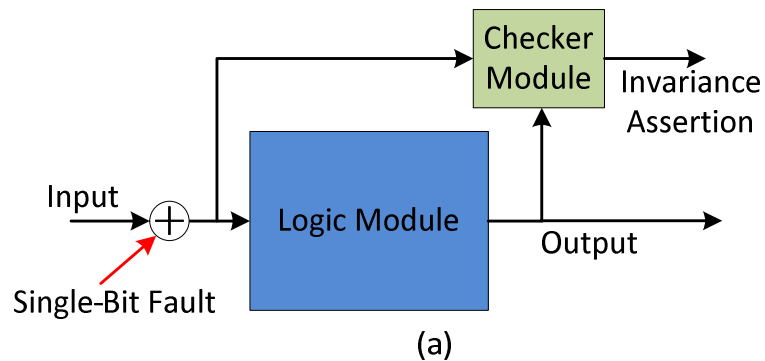 Checker
Module
Invariance
Assertion
Input
Logic Module
Output
Single-Bit Fault
(a)